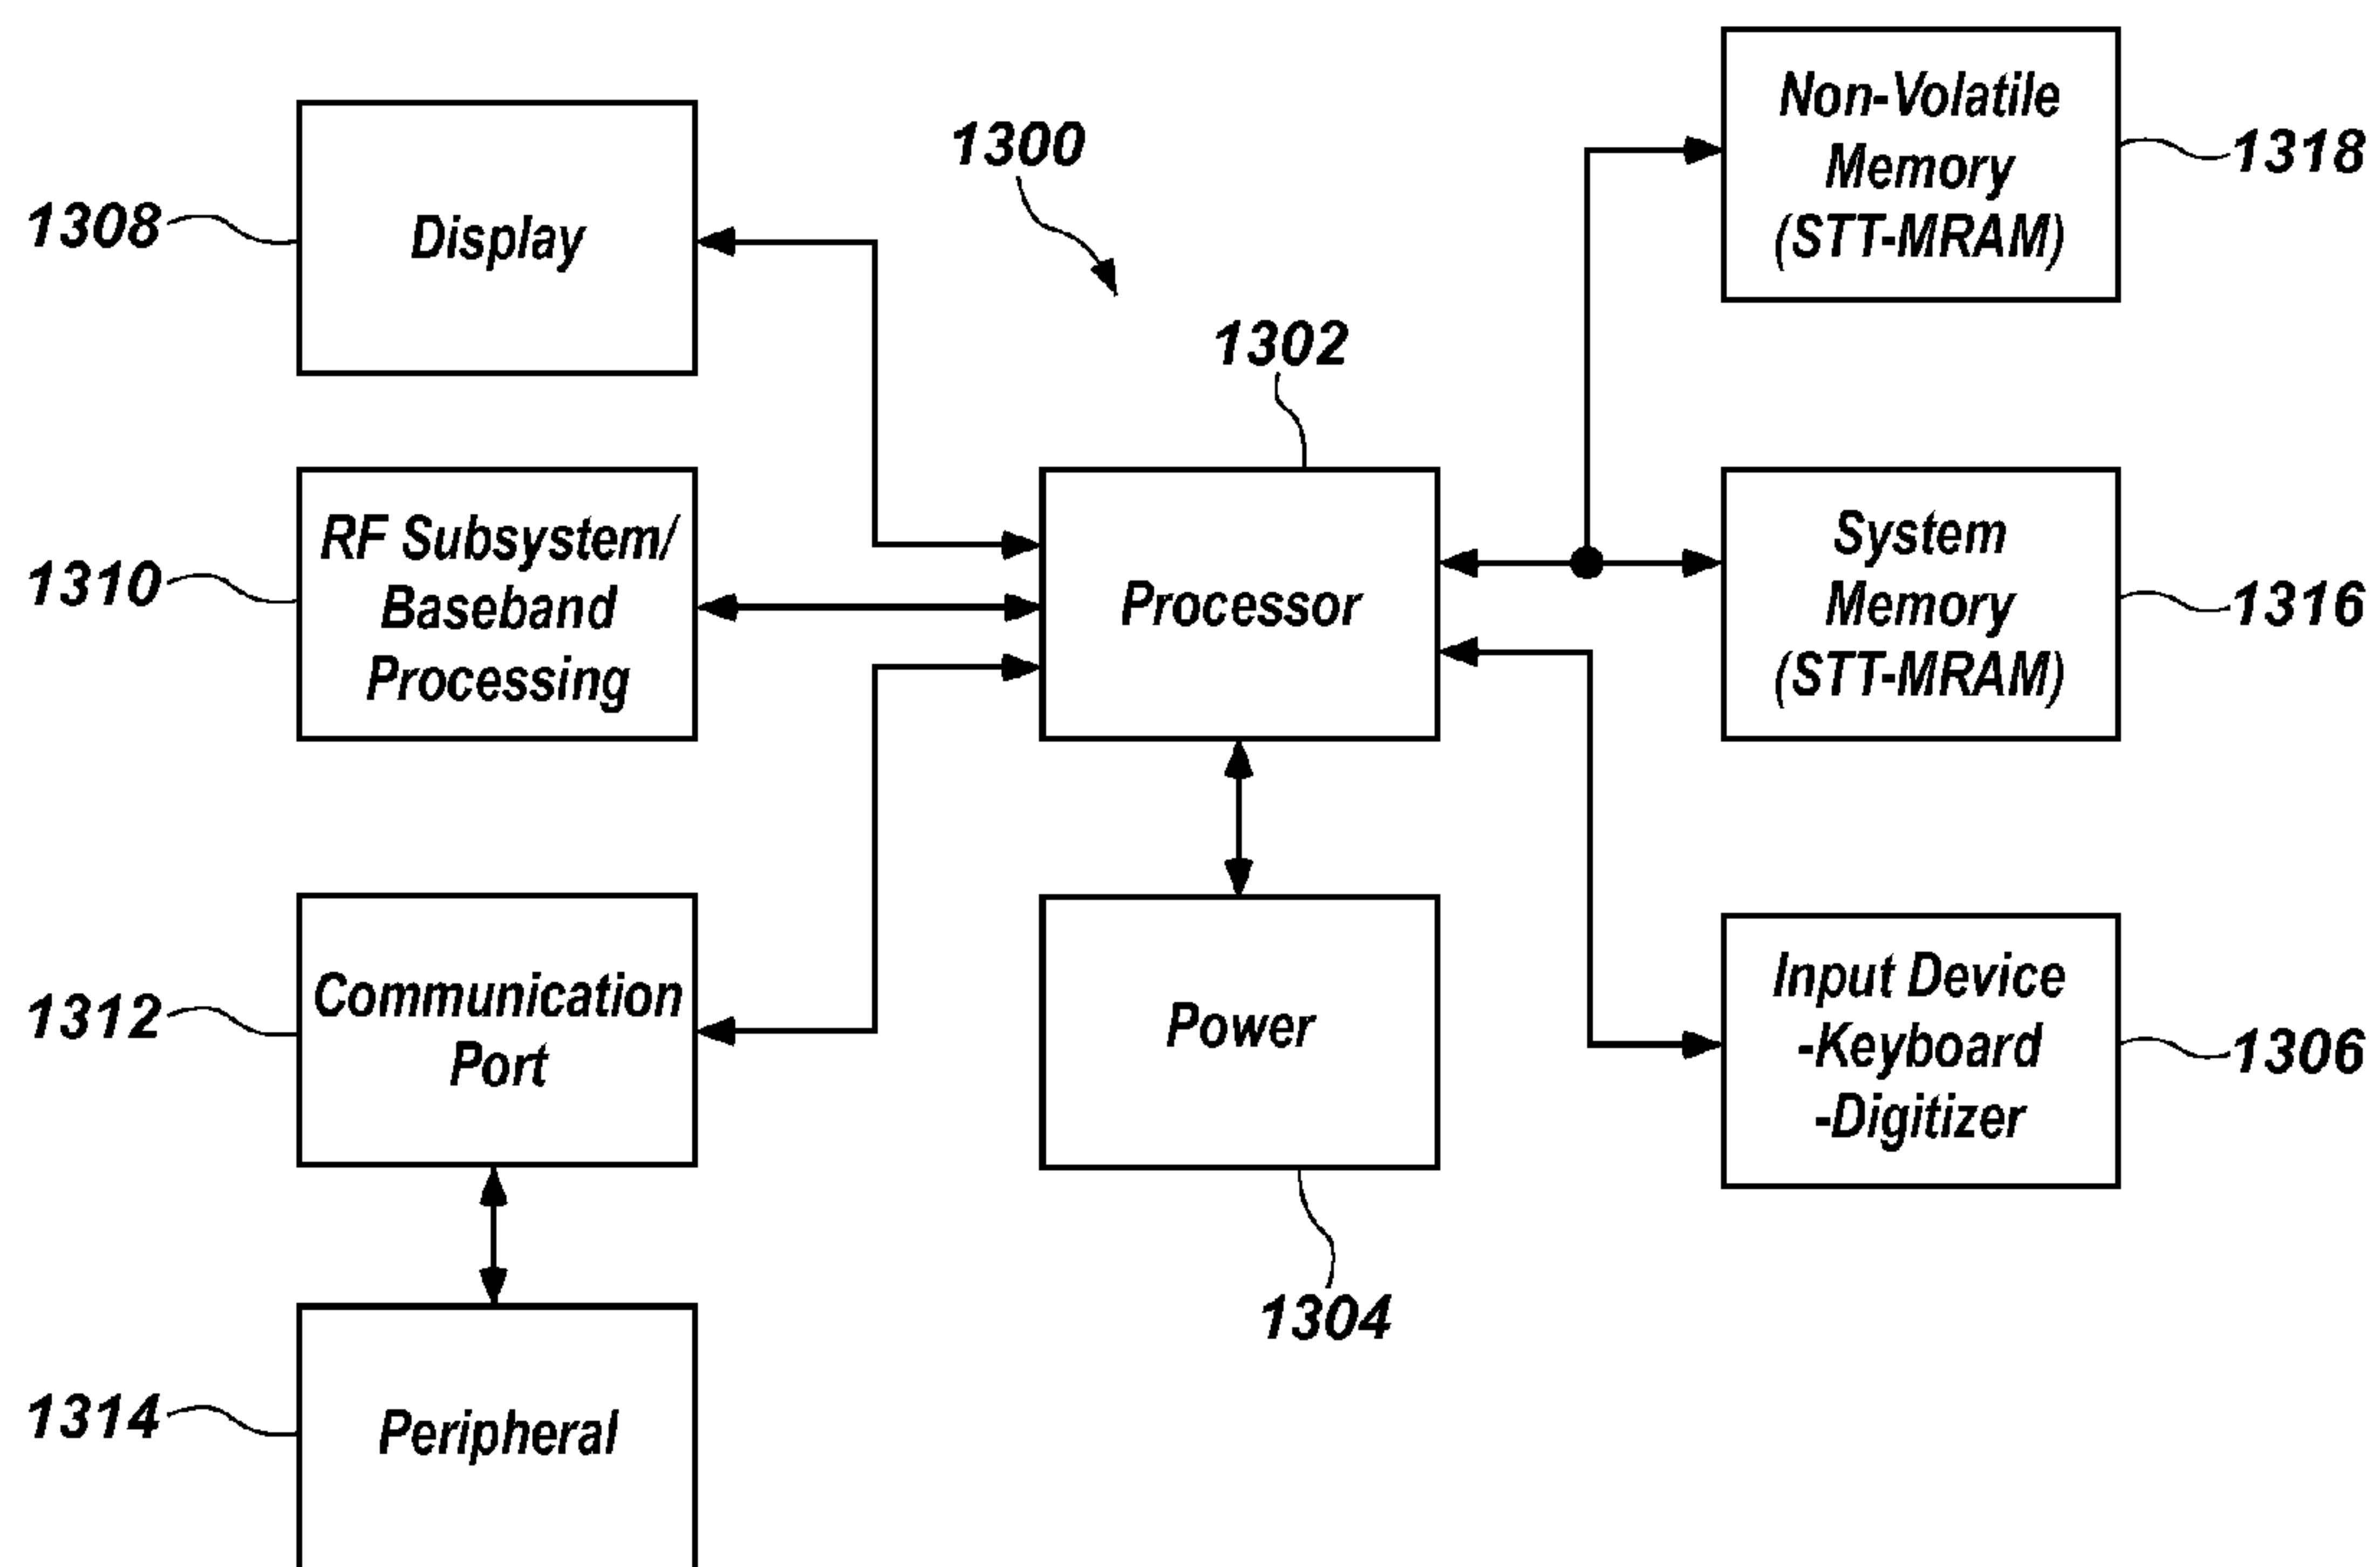 1300
1302
1308
Display
Non-Volatile
Memory
(STT-MRAM)
1318
1310
RF Subsystem/
Baseband
Processing
Processor
System
Memory
(STT-MRAM)
1316
1312
Communication
Port
Power
1304
Input Device
-Keyboard
-Digitizer
1306
1314
Peripheral